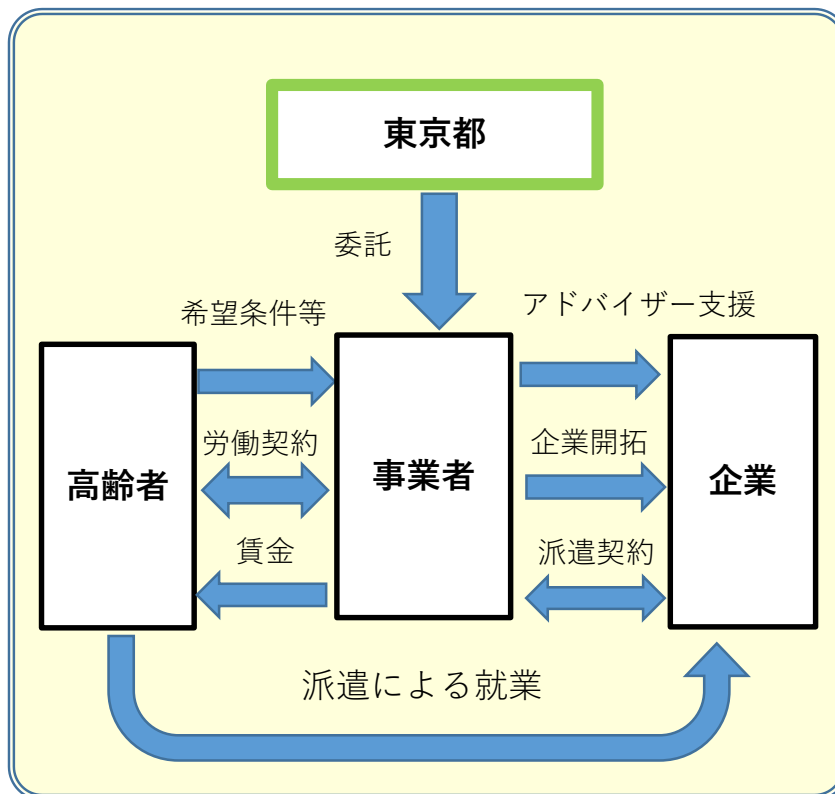 東京都
委託
希望条件等
アドバイザー支援
労働契約
企業開拓
高齢者
事業者
企業
賃金
派遣契約
派遣による就業